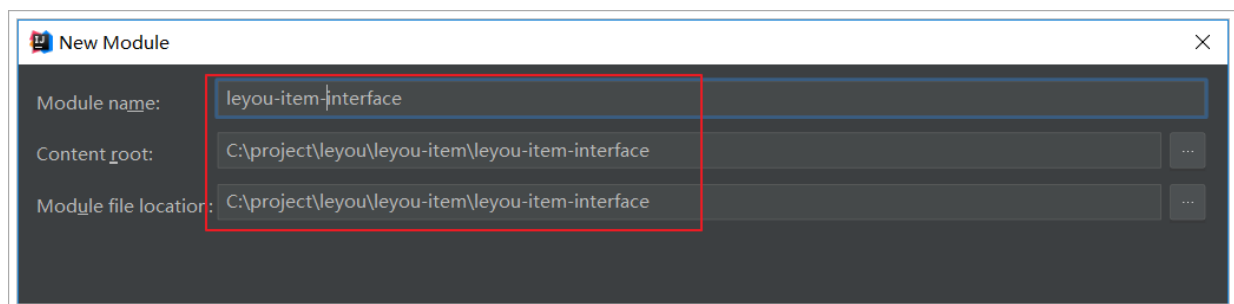 New Module
Module name: leyou-item-interface
Content root: C:\project\leyou\leyou-item\leyou-item-interface ...
Module file location: C:\project\leyou\leyou-item\leyou-item-interface ...